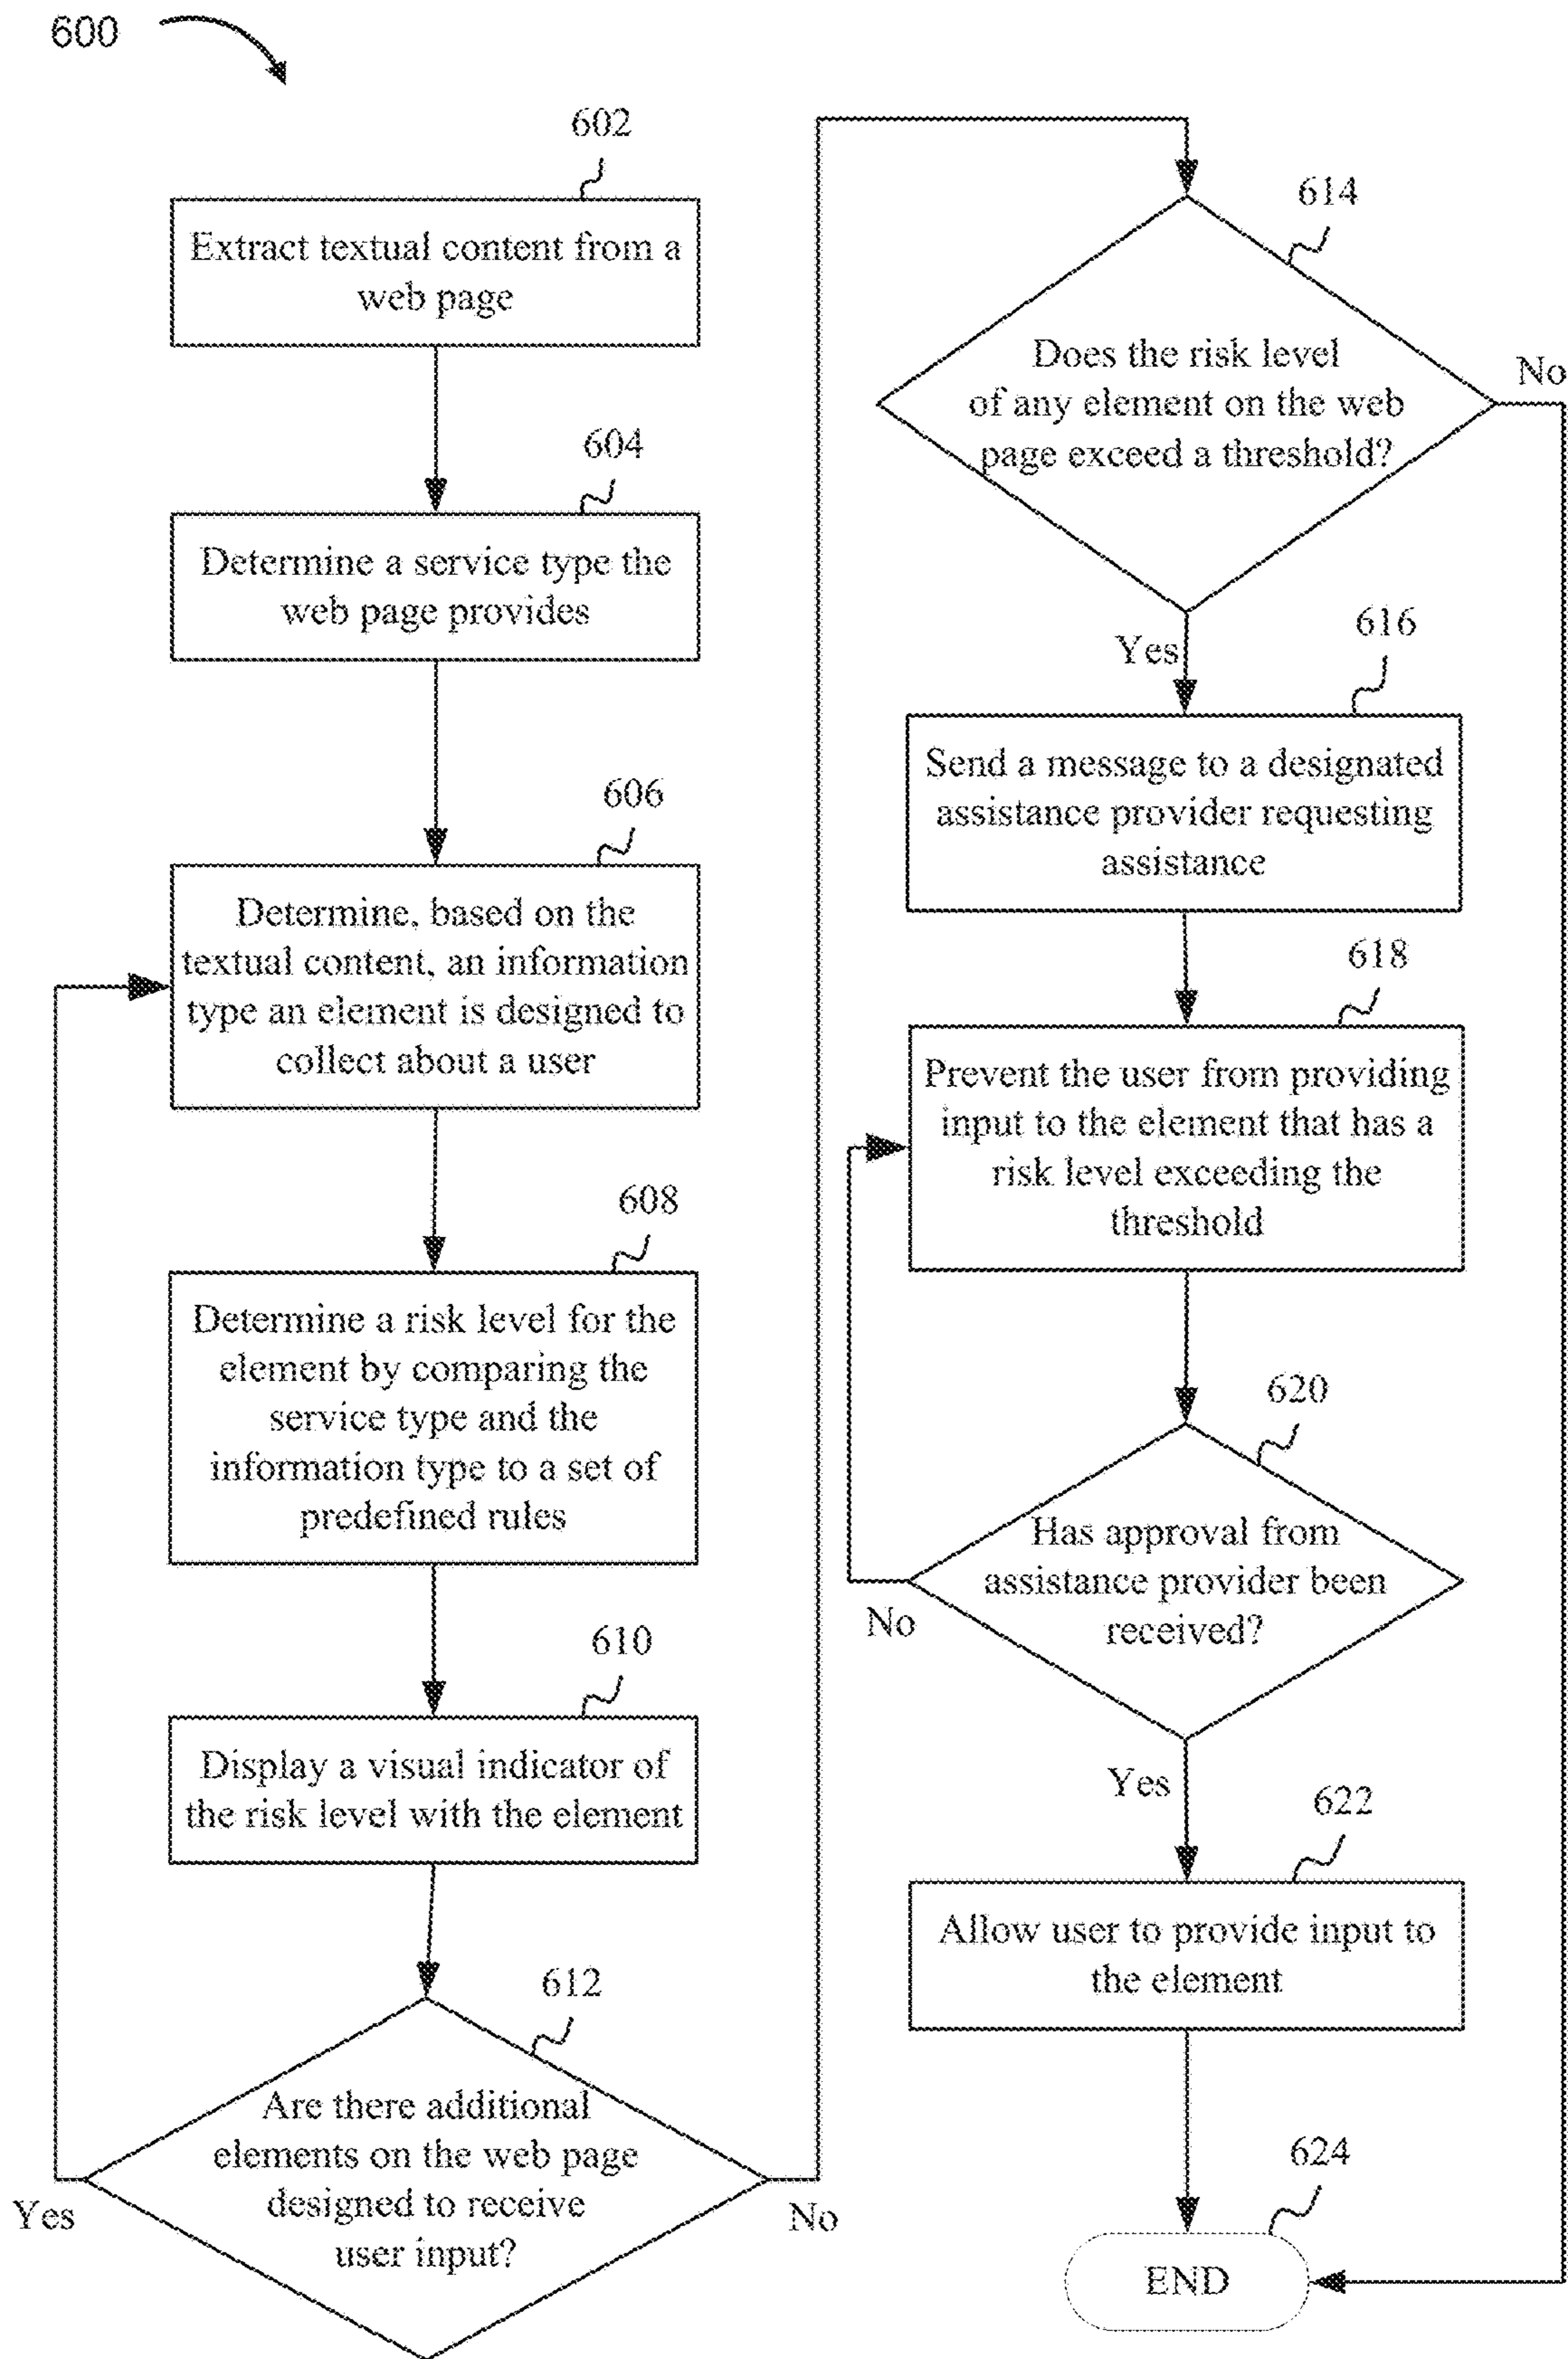 600
602
Extract textual content from a
web page
604
Determine a service type the
web page provides
606
Determine, based on the
textual content, an information
type an element is designed to
collect about a user
608
Determine a risk level for the
element by comparing the
service type and the
information type to a set of
predefined rules
610
Display a visual indicator of
the risk level with the element
612
Are there additional
elements on the web page
designed to receive
user input?
Yes
No
614
Does the risk level
of any element on the web
page exceed a threshold?
No
Yes
616
Send a message to a designated
assistance provider requesting
assistance
618
Prevent the user from providing
input to the element that has a
risk level exceeding the
threshold
620
Has approval from
assistance provider been
received?
No
Yes
622
Allow user to provide input to
the element
624
END